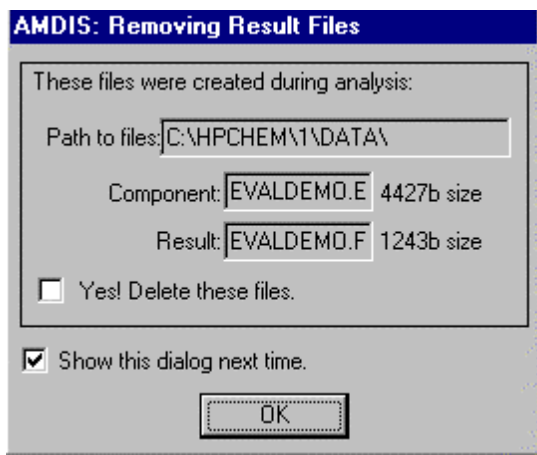 AMDIS: Removing Result Files
These files were created during analysis:
Path to files: C:\HPCHEM\1\DATA\
Component: EVALDEMO.E 4427b size
Result: EVALDEMO.F 1243b size
Yes! Delete these files.
Show this dialog next time.
OK